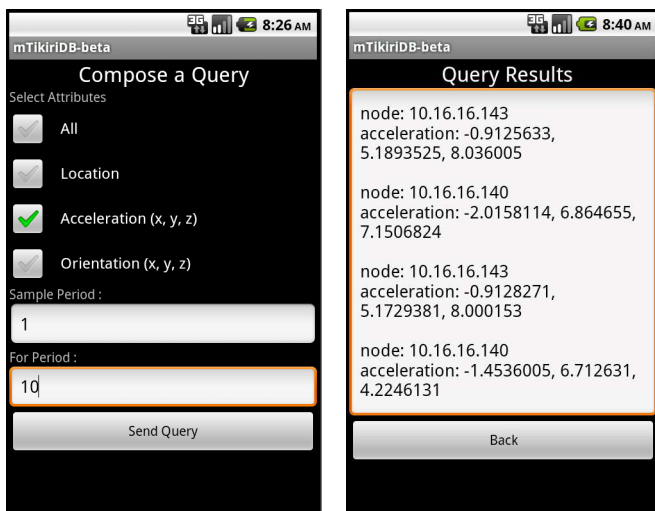 3G 8:26 AM
mTikiriDB-beta
Compose a Query
Select Attributes
All
Location
Acceleration (x, y, z)
Orientation (x, y, z)
Sample Period :
1
For Period :
10
Send Query
3G 8:40 AM
mTikiriDB-beta
Query Results
node: 10.16.16.143
acceleration: -0.9125633,
5.1893525, 8.036005
node: 10.16.16.140
acceleration: -2.0158114, 6.864655,
7.1506824
node: 10.16.16.143
acceleration: -0.9128271,
5.1729381, 8.000153
node: 10.16.16.140
acceleration: -1.4536005, 6.712631,
4.2246131
Back